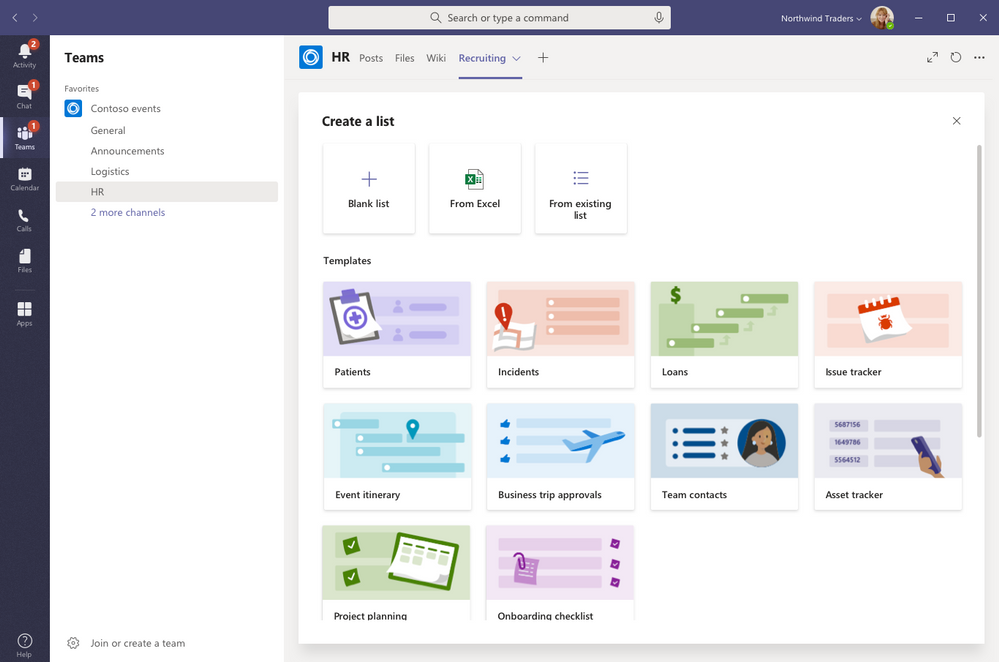 Search or type a command
Northwind Traders
2
Activity
1
Chat
1
Teams
Calendar
Calls
Files
Apps
Help
Teams
Favorites
Contoso events
General
Announcements
Logistics
HR
2 more channels
Join or create a team
HR Posts Files Wiki Recruiting
Create a list
Blank list
From Excel
From existing
list
Templates
Patients
Incidents
Loans
Issue tracker
Event itinerary
Business trip approvals
Team contacts
5687156
1649786
5564512
Asset tracker
Project planning
Onboarding checklist